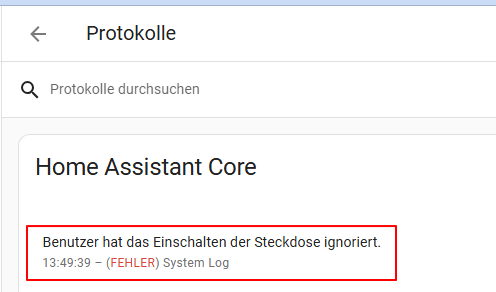 Protokolle
Protokolle durchsuchen
Home Assistant Core
Benutzer hat das Einschalten der Steckdose ignoriert.
13:49:39 – (FEHLER) System Log